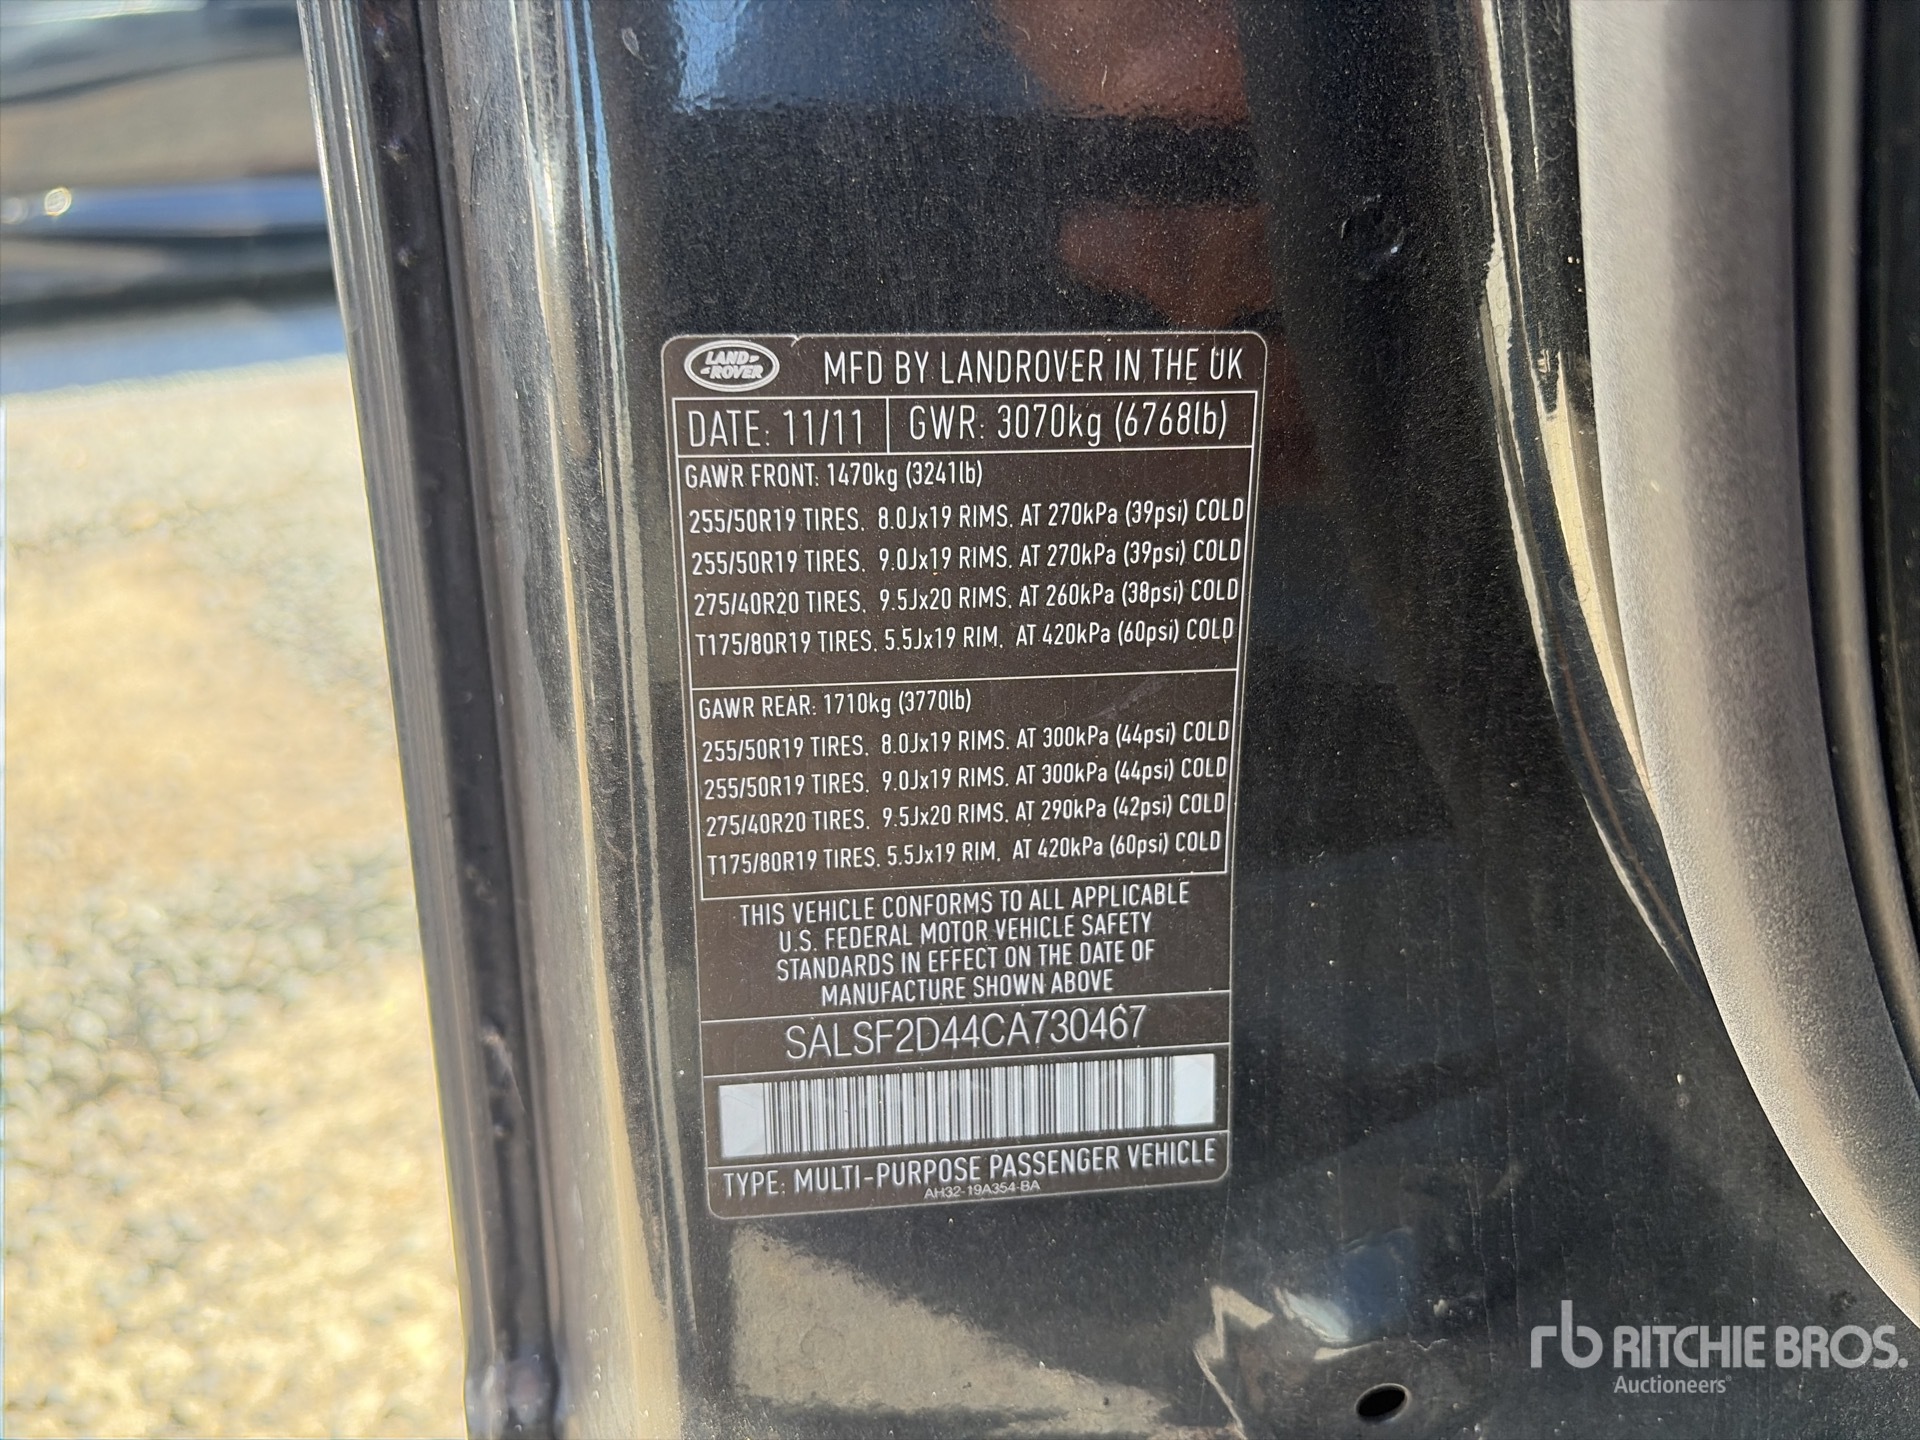 LAND ROVER
MFD BY LANDROVER IN THE UK
DATE: 11/11 GWR: 3070kg (6768lb)
GAWR FRONT: 1470kg (3241lb)
255/50R19 TIRES. 8.0Jx19 RIMS. AT 270kPa (39psi) COLD
255/50R19 TIRES. 9.0Jx19 RIMS. AT 270kPa (39psi) COLD
275/40R20 TIRES. 9.5Jx20 RIMS. AT 260kPa (38psi) COLD
T175/80R19 TIRES. 5.5Jx19 RIM. AT 420kPa (60psi) COLD
GAWR REAR: 1710kg (3770lb)
255/50R19 TIRES. 8.0Jx19 RIMS. AT 300kPa (44psi) COLD
255/50R19 TIRES. 9.0Jx19 RIMS. AT 300kPa (44psi) COLD
275/40R20 TIRES. 9.5Jx20 RIMS. AT 290kPa (42psi) COLD
T175/80R19 TIRES. 5.5Jx19 RIM. AT 420kPa (60psi) COLD
THIS VEHICLE CONFORMS TO ALL APPLICABLE
U.S. FEDERAL MOTOR VEHICLE SAFETY
STANDARDS IN EFFECT ON THE DATE OF
MANUFACTURE SHOWN ABOVE
SALSF2D44CA730467
TYPE: MULTI-PURPOSE PASSENGER VEHICLE
AH32-19A354-BA
rb RITCHIE BROS.
Auctioneers